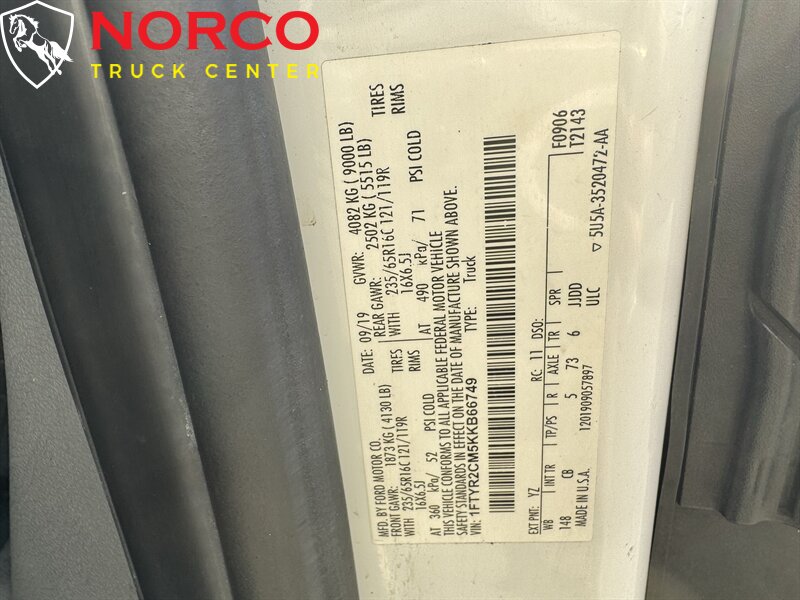 NORCO
TRUCK CENTER
MFD. BY FORD MOTOR CO.
DATE: 09/19 GVWR: 4082 KG ( 9000 LB)
FRONT GAWR: 1873 KG ( 4130 LB) REAR GAWR: 2502 KG ( 5515 LB)
WITH 235/65R16C 121/119R TIRES WITH 235/65R16C 121/119R TIRES
16X6.5J RIMS 16X6.5J RIMS
AT 360 kPa/ 52 PSI COLD AT 490 kPa/ 71 PSI COLD
THIS VEHICLE CONFORMS TO ALL APPLICABLE FEDERAL MOTOR VEHICLE
SAFETY STANDARDS IN EFFECT ON THE DATE OF MANUFACTURE SHOWN ABOVE.
VIN: 1FTYR2CM5KKB66749 TYPE: Truck
F0906
T2143
EXT PNT: YZ RC: 11 DSO:
WB INT TR TP/PS R AXLE TR SPR
148 CB 5 73 6 JJDD
ULC
MADE IN U.S.A. 1201909057897
▽ 5U5A-3520472-AA